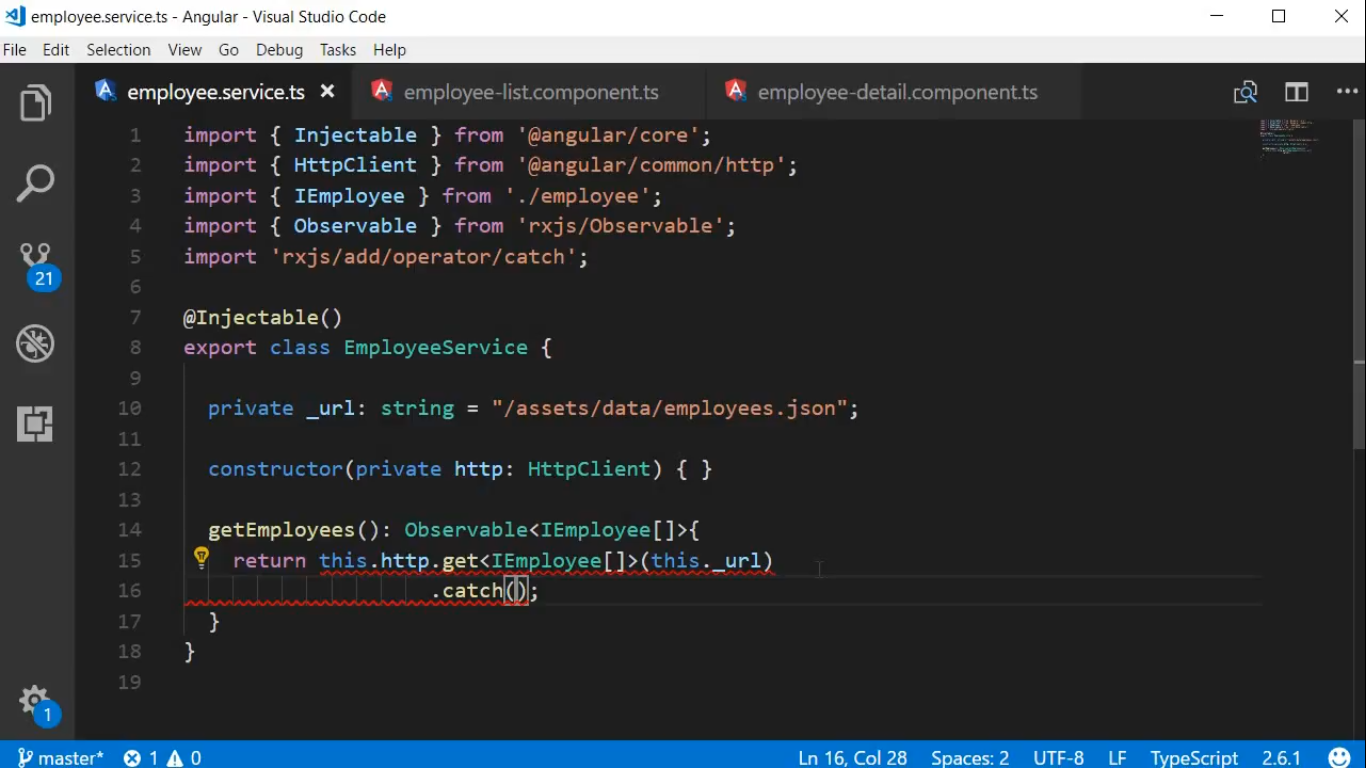 employee.service.ts - Angular - Visual Studio Code
File Edit Selection View Go Debug Tasks Help
employee.service.ts employee-list.component.ts employee-detail.component.ts
1 import { Injectable } from '@angular/core';
2 import { HttpClient } from '@angular/common/http';
3 import { IEmployee } from './employee';
4 import { Observable } from 'rxjs/Observable';
5 import 'rxjs/add/operator/catch';
6
7 @Injectable()
8 export class EmployeeService {
9
10 private _url: string = "/assets/data/employees.json";
11
12 constructor(private http: HttpClient) { }
13
14 getEmployees(): Observable<IEmployee[]>{
15 return this.http.get<IEmployee[]>(this._url)
16 .catch();
17 }
18 }
19
21
1
master* 1 0 Ln 16, Col 28 Spaces: 2 UTF-8 LF TypeScript 2.6.1